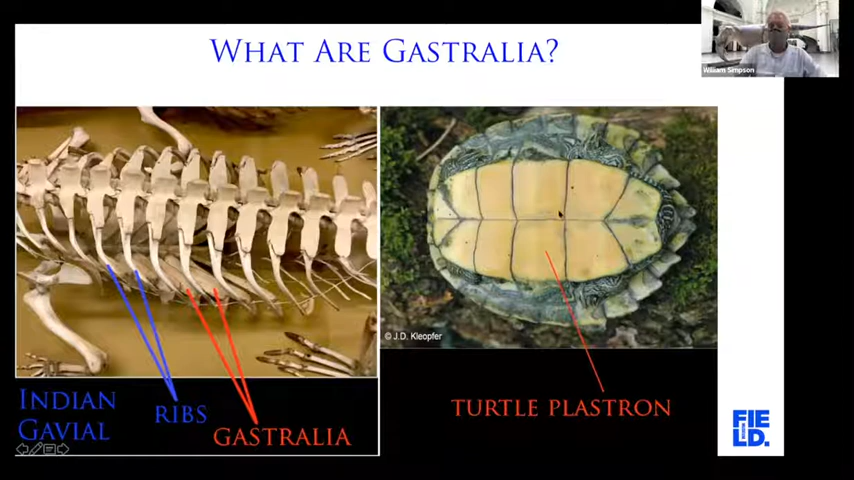 What Are Gastralia?
William Simpson
© J.D. Kleopfer
Indian
Gavial
Ribs
Gastralia
Turtle Plastron
FIE
LD.